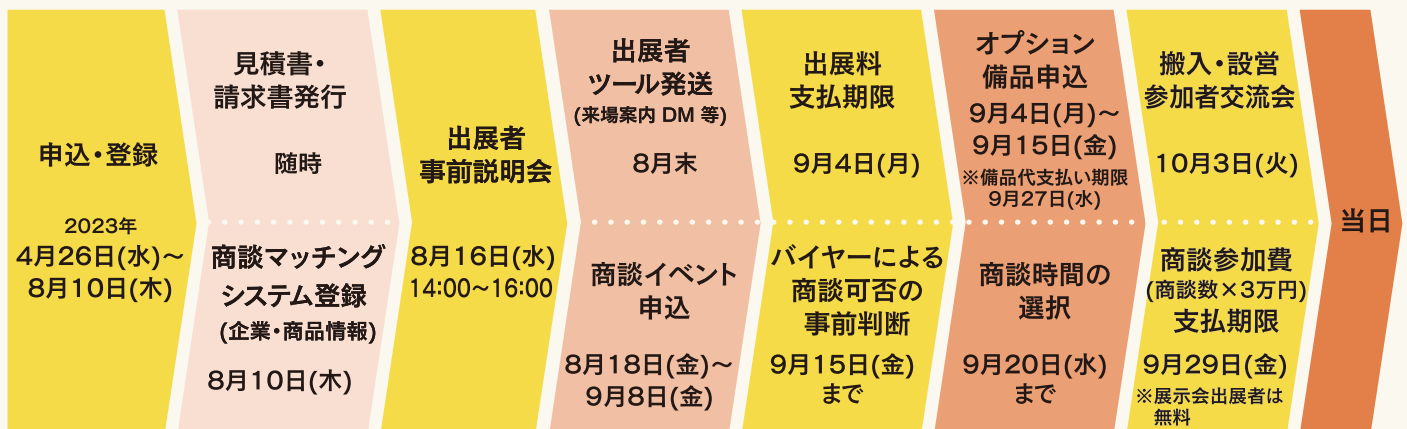 申込・登録
2023年
4月26日(水)～
8月10日(木)
見積書・
請求書発行
随時
商談マッチング
システム登録
(企業・商品情報)
8月10日(木)
出展者
事前説明会
8月16日(水)
14:00～16:00
出展者
ツール発送
(来場案内 DM 等)
8月末
商談イベント
申込
8月18日(金)～
9月8日(金)
出展料
支払期限
9月4日(月)
バイヤーによる
商談可否の
事前判断
9月15日(金)
まで
オプション
備品申込
9月4日(月)～
9月15日(金)
※備品代支払い期限
9月27日(水)
商談時間の
選択
9月20日(水)
まで
搬入・設営
参加者交流会
10月3日(火)
商談参加費
(商談数×3万円)
支払期限
9月29日(金)
※展示会出展者は
無料
当日